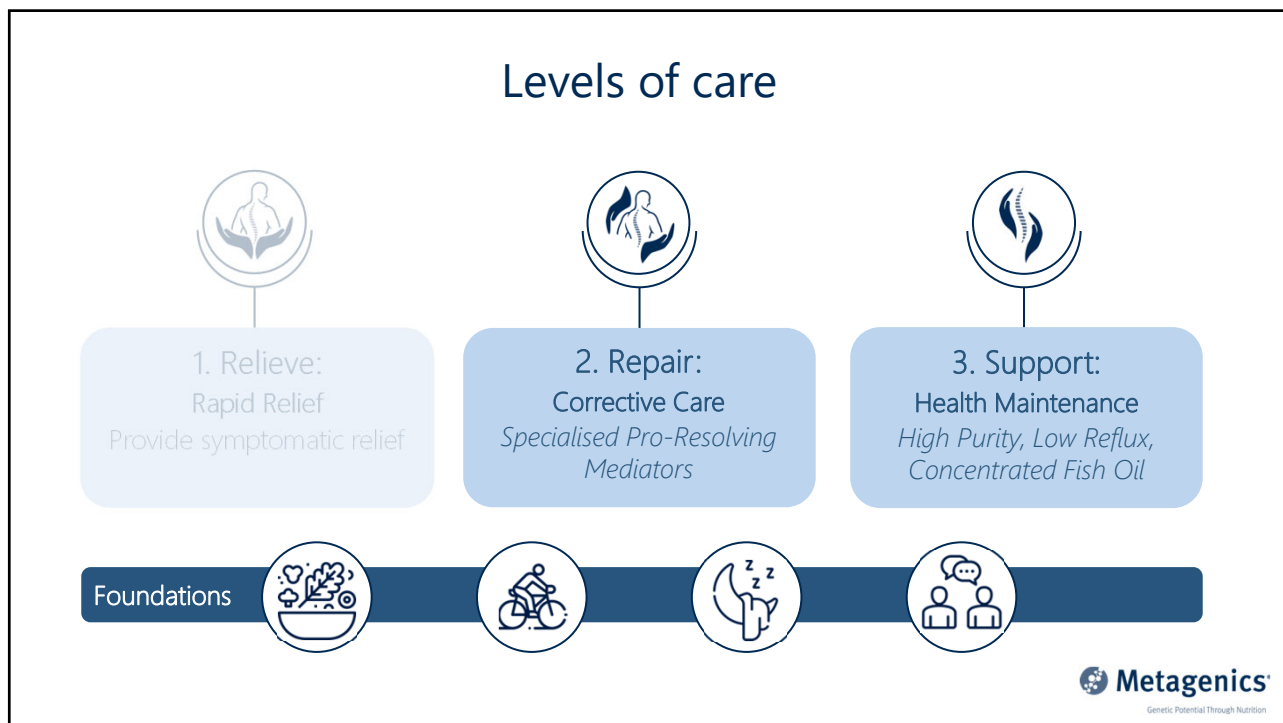 Levels of care
1. Relieve:
Rapid Relief
Provide symptomatic relief
2. Repair:
Corrective Care
Specialised Pro-Resolving
Mediators
3. Support:
Health Maintenance
High Purity, Low Reflux,
Concentrated Fish Oil
Foundations
z z z
z z
Metagenics
Genetic Potential Through Nutrition